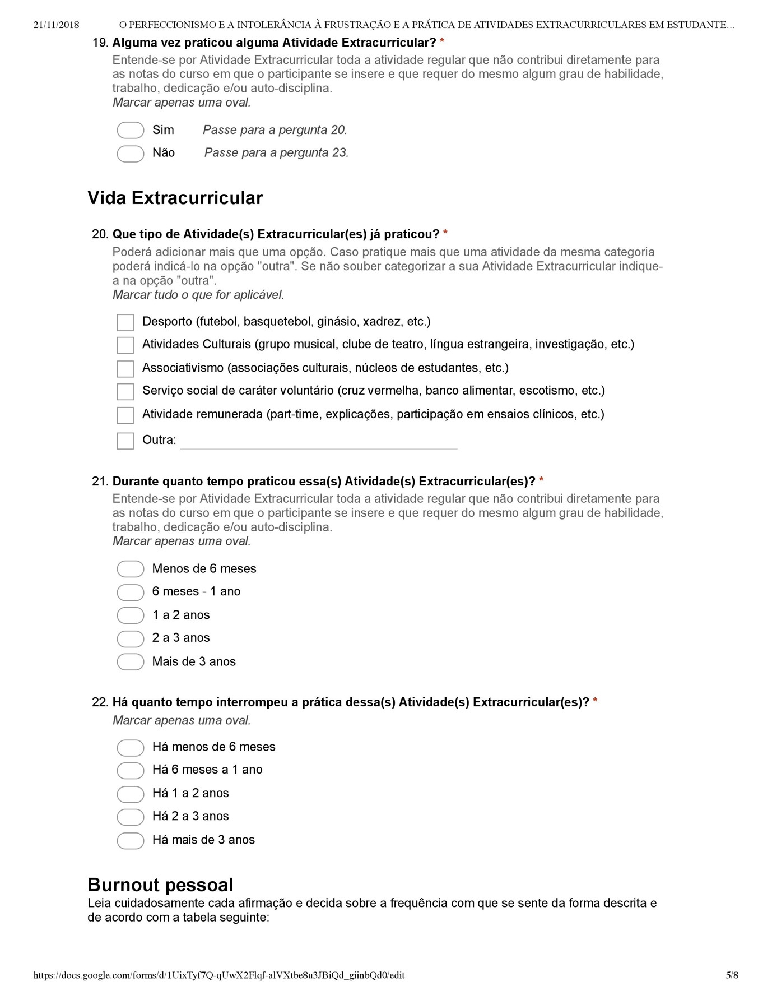 21/11/2018 O PERFECCIONISMO E A INTOLERÂNCIA À FRUSTRAÇÃO E A PRÁTICA DE ATIVIDADES EXTRACURRICULARES EM ESTUDANTE…
19. Alguma vez praticou alguma Atividade Extracurricular? *
Entende-se por Atividade Extracurricular toda a atividade regular que não contribui diretamente para
as notas do curso em que o participante se insere e que requer do mesmo algum grau de habilidade,
trabalho, dedicação e/ou auto-disciplina.
Marcar apenas uma oval.
Sim Passe para a pergunta 20.
Não Passe para a pergunta 23.
Vida Extracurricular
20. Que tipo de Atividade(s) Extracurricular(es) já praticou? *
Poderá adicionar mais que uma opção. Caso pratique mais que uma atividade da mesma categoria
poderá indicá-lo na opção "outra". Se não souber categorizar a sua Atividade Extracurricular indique-
a na opção "outra".
Marcar tudo o que for aplicável.
Desporto (futebol, basquetebol, ginásio, xadrez, etc.)
Atividades Culturais (grupo musical, clube de teatro, língua estrangeira, investigação, etc.)
Associativismo (associações culturais, núcleos de estudantes, etc.)
Serviço social de caráter voluntário (cruz vermelha, banco alimentar, escotismo, etc.)
Atividade remunerada (part-time, explicações, participação em ensaios clínicos, etc.)
Outra:
21. Durante quanto tempo praticou essa(s) Atividade(s) Extracurricular(es)? *
Entende-se por Atividade Extracurricular toda a atividade regular que não contribui diretamente para
as notas do curso em que o participante se insere e que requer do mesmo algum grau de habilidade,
trabalho, dedicação e/ou auto-disciplina.
Marcar apenas uma oval.
Menos de 6 meses
6 meses - 1 ano
1 a 2 anos
2 a 3 anos
Mais de 3 anos
22. Há quanto tempo interrompeu a prática dessa(s) Atividade(s) Extracurricular(es)? *
Marcar apenas uma oval.
Há menos de 6 meses
Há 6 meses a 1 ano
Há 1 a 2 anos
Há 2 a 3 anos
Há mais de 3 anos
Burnout pessoal
Leia cuidadosamente cada afirmação e decida sobre a frequência com que se sente da forma descrita e
de acordo com a tabela seguinte:
https://docs.google.com/forms/d/1UixTyf7Q-qUwX2Flqf-alVXtbe8u3JBiQd_giinbQd0/edit 5/8